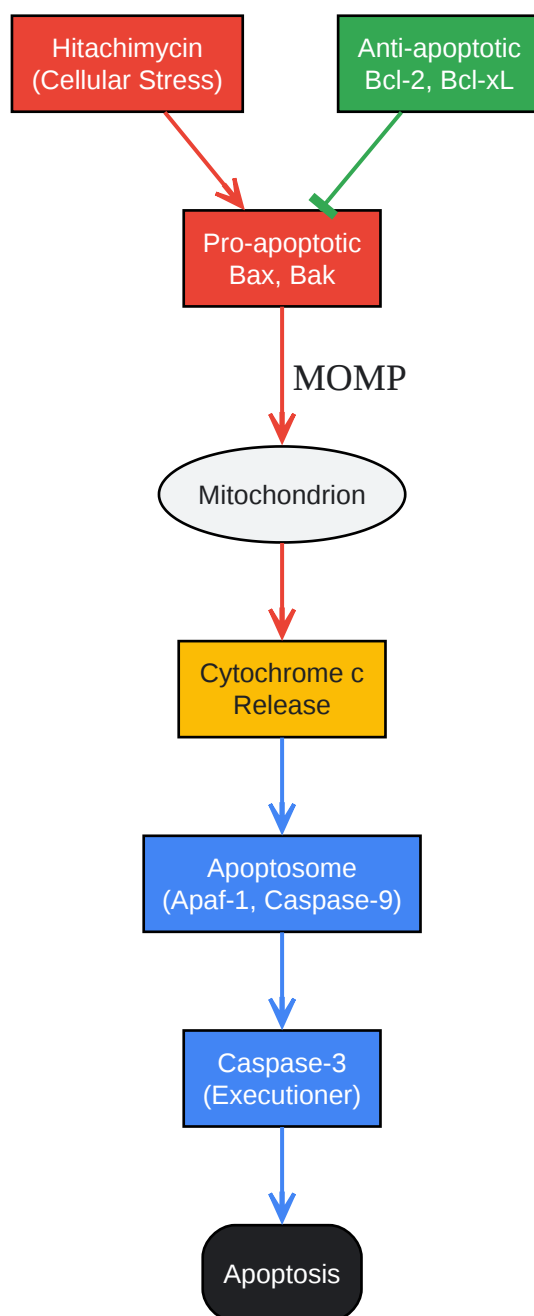 Hitachimycin
(Cellular Stress)
Anti-apoptotic
Bcl-2, Bcl-xL
Pro-apoptotic
Bax, Bak
MOMP
Mitochondrion
Cytochrome c
Release
Apoptosome
(Apaf-1, Caspase-9)
Caspase-3
(Executioner)
Apoptosis